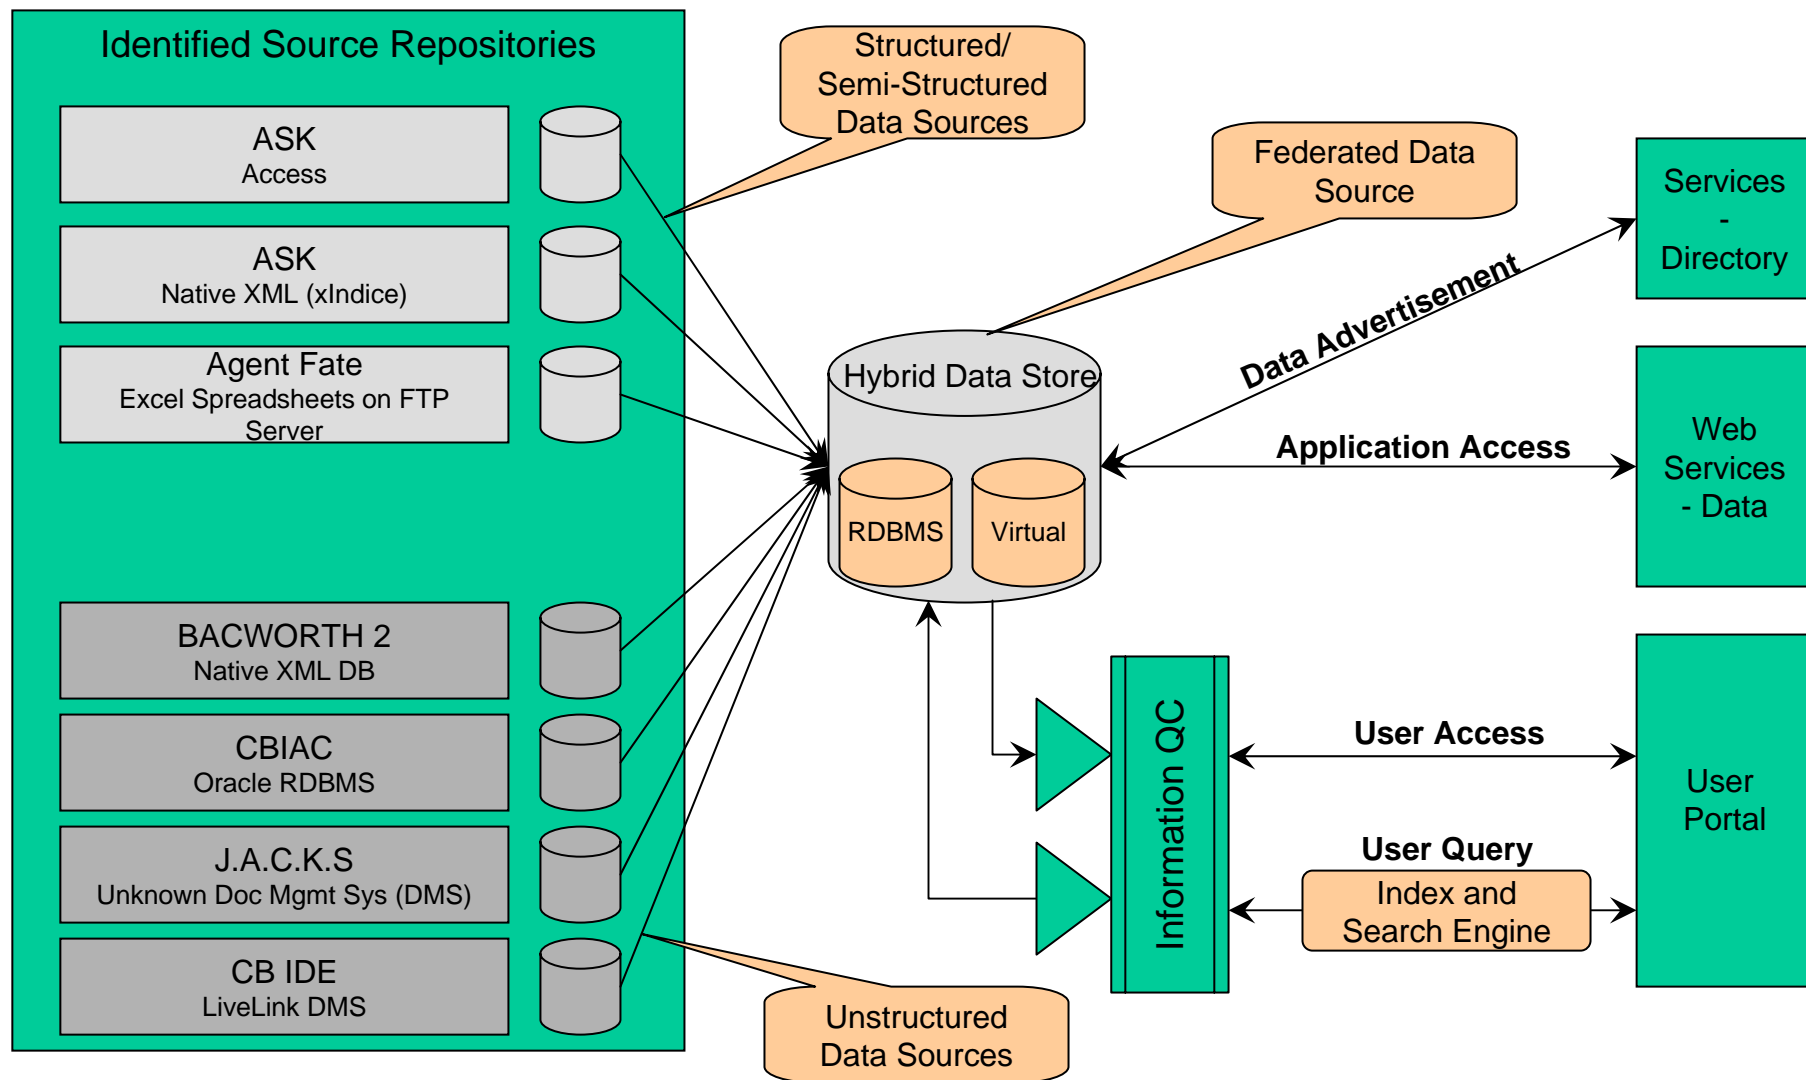 Identified Source Repositories
ASK
Access
ASK
Native XML (xIndice)
Agent Fate
Excel Spreadsheets on FTP
Server
BACWORTH 2
Native XML DB
CBIAC
Oracle RDBMS
J.A.C.K.S
Unknown Doc Mgmt Sys (DMS)
CB IDE
LiveLink DMS
Structured/
Semi-Structured
Data Sources
Unstructured
Data Sources
Federated Data
Source
Hybrid Data Store
RDBMS
Virtual
Data Advertisement
Application Access
Information QC
User Access
User Query
Index and
Search Engine
Services
-
Directory
Web
Services
- Data
User
Portal